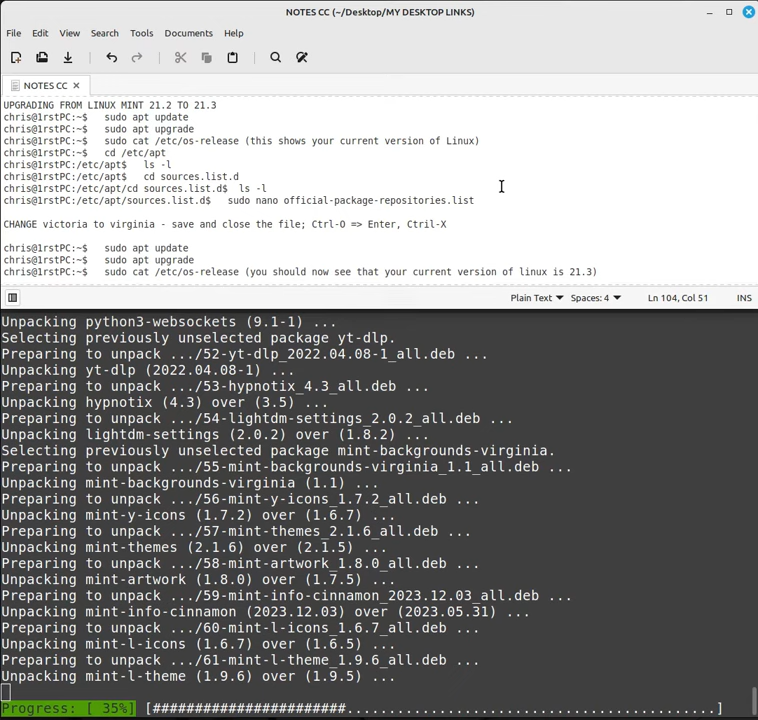 NOTES CC (~/Desktop/MY DESKTOP LINKS)
File Edit View Search Tools Documents Help
NOTES CC
UPGRADING FROM LINUX MINT 21.2 TO 21.3
chris@1rstPC:~$   sudo apt update
chris@1rstPC:~$   sudo apt upgrade
chris@1rstPC:~$   sudo cat /etc/os-release (this shows your current version of Linux)
chris@1rstPC:~$   cd /etc/apt
chris@1rstPC:/etc/apt$   ls -l
chris@1rstPC:/etc/apt$   cd sources.list.d
chris@1rstPC:/etc/apt/cd sources.list.d$  ls -l
chris@1rstPC:/etc/apt/sources.list.d$   sudo nano official-package-repositories.list
CHANGE victoria to virginia - save and close the file; Ctrl-O => Enter, Ctril-X
chris@1rstPC:~$   sudo apt update
chris@1rstPC:~$   sudo apt upgrade
chris@1rstPC:~$   sudo cat /etc/os-release (you should now see that your current version of linux is 21.3)
Plain Text Spaces: 4 Ln 104, Col 51 INS
Unpacking python3-websockets (9.1-1) ...
Selecting previously unselected package yt-dlp.
Preparing to unpack .../52-yt-dlp_2022.04.08-1_all.deb ...
Unpacking yt-dlp (2022.04.08-1) ...
Preparing to unpack .../53-hypnotix_4.3_all.deb ...
Unpacking hypnotix (4.3) over (3.5) ...
Preparing to unpack .../54-lightdm-settings_2.0.2_all.deb ...
Unpacking lightdm-settings (2.0.2) over (1.8.2) ...
Selecting previously unselected package mint-backgrounds-virginia.
Preparing to unpack .../55-mint-backgrounds-virginia_1.1_all.deb ...
Unpacking mint-backgrounds-virginia (1.1) ...
Preparing to unpack .../56-mint-y-icons_1.7.2_all.deb ...
Unpacking mint-y-icons (1.7.2) over (1.6.7) ...
Preparing to unpack .../57-mint-themes_2.1.6_all.deb ...
Unpacking mint-themes (2.1.6) over (2.1.5) ...
Preparing to unpack .../58-mint-artwork_1.8.0_all.deb ...
Unpacking mint-artwork (1.8.0) over (1.7.5) ...
Preparing to unpack .../59-mint-info-cinnamon_2023.12.03_all.deb ...
Unpacking mint-info-cinnamon (2023.12.03) over (2023.05.31) ...
Preparing to unpack .../60-mint-l-icons_1.6.7_all.deb ...
Unpacking mint-l-icons (1.6.7) over (1.6.5) ...
Preparing to unpack .../61-mint-l-theme_1.9.6_all.deb ...
Unpacking mint-l-theme (1.9.6) over (1.9.5) ...
Progress: [ 35%] [#######################............................................]